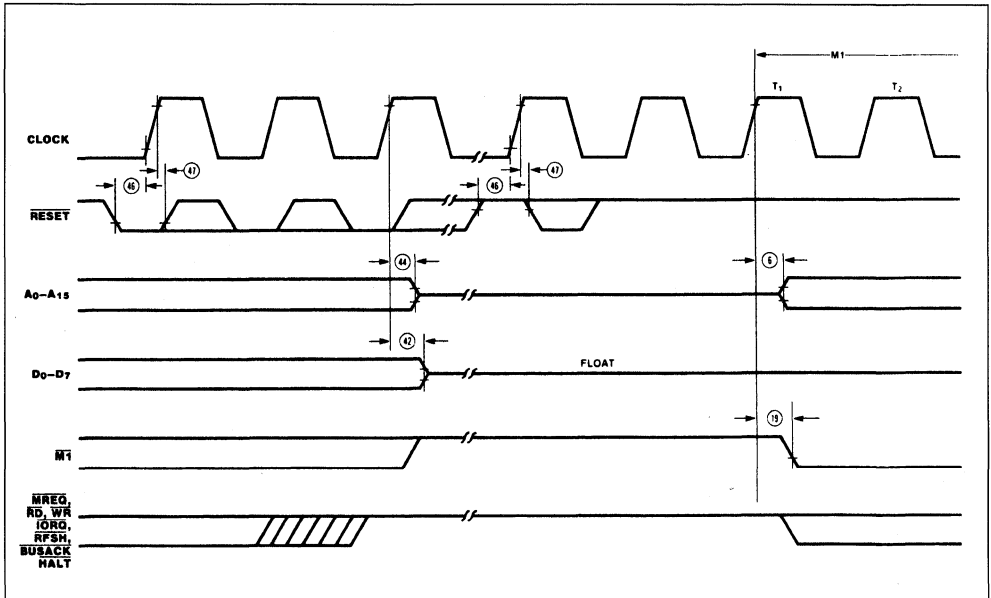 M1
T1 T2
CLOCK
46 47 46 47
RESET
44 6
A0–A15
42
D0–D7 FLOAT
19
M1
MREQ,
RD, WR
IORQ,
RFSH,
BUSACK
HALT